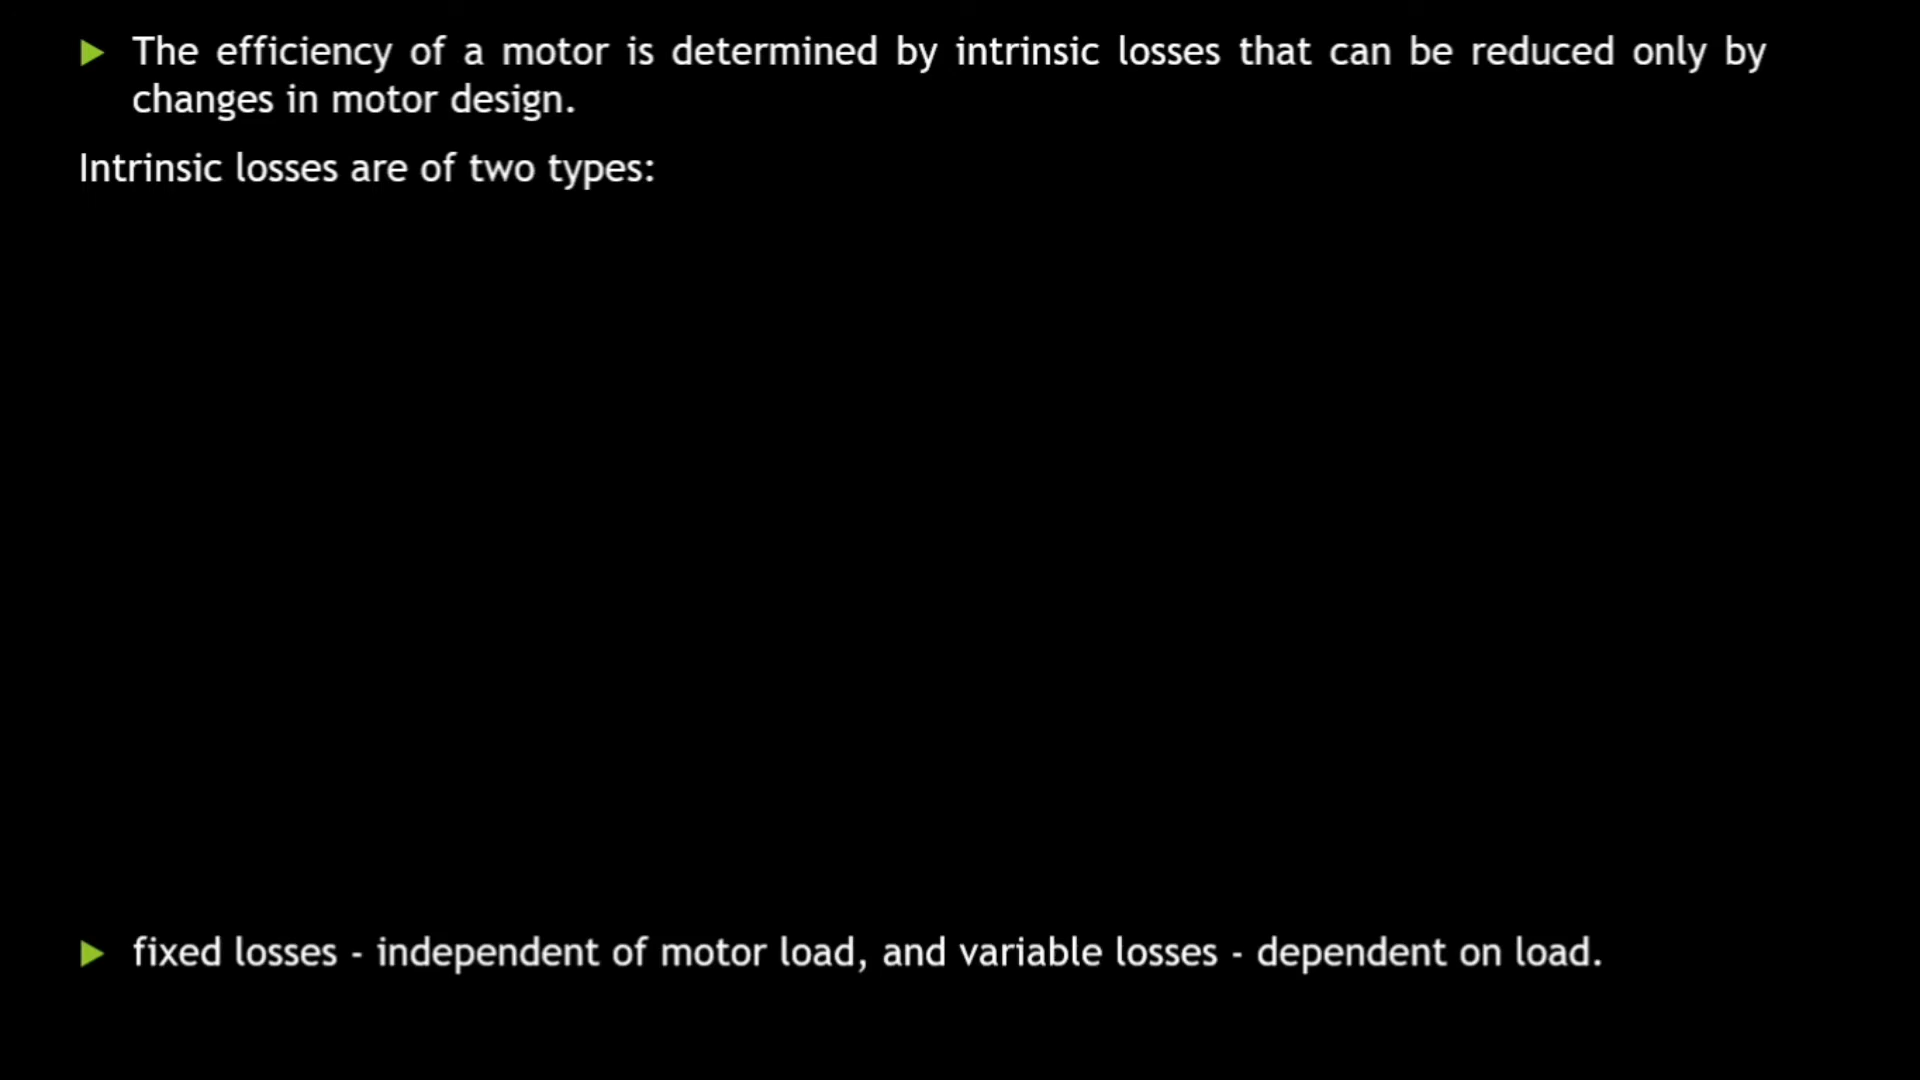 The efficiency of a motor is determined by intrinsic losses that can be reduced only by
changes in motor design.
Intrinsic losses are of two types:
fixed losses - independent of motor load, and variable losses - dependent on load.